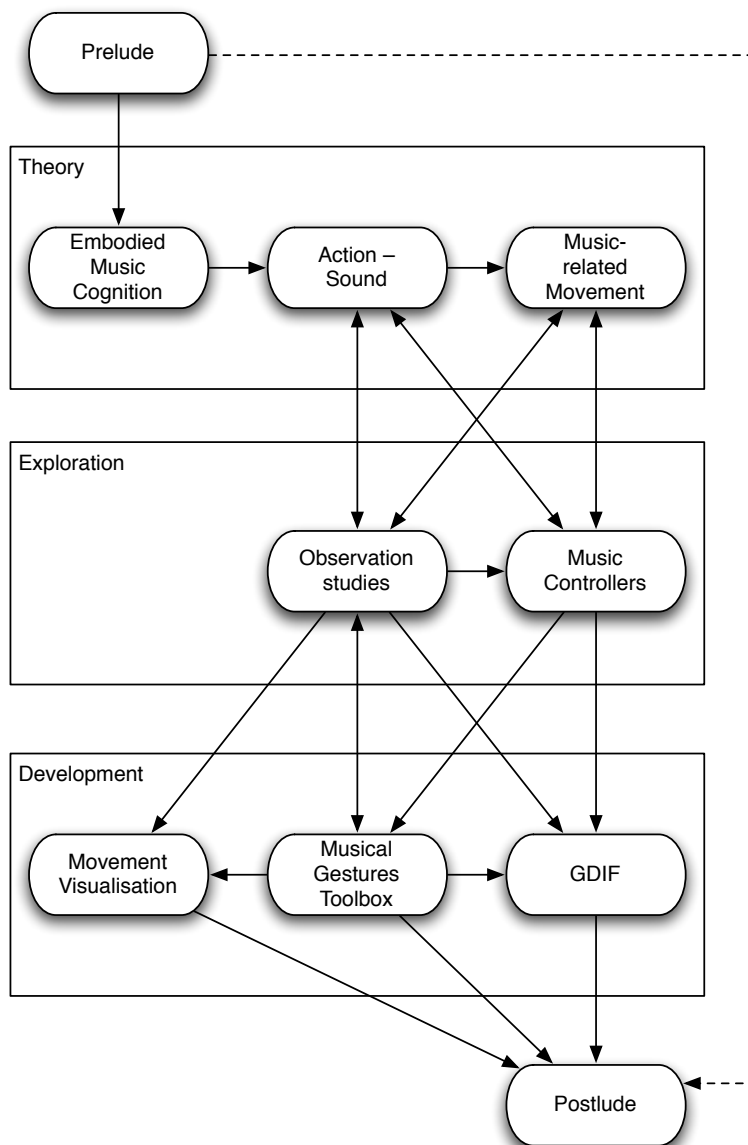 Prelude
Theory
Embodied
Music
Cognition
Action –
Sound
Music-
related
Movement
Exploration
Observation
studies
Music
Controllers
Development
Movement
Visualisation
Musical
Gestures
Toolbox
GDIF
Postlude